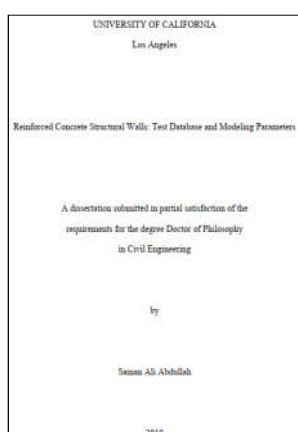 UNIVERSITY OF CALIFORNIA
Los Angeles
Reinforced Concrete Structural Walls: Test Database and Modeling Parameters
A dissertation submitted in partial satisfaction of the
requirements for the degree Doctor of Philosophy
in Civil Engineering
by
Saman Ali Abdullah